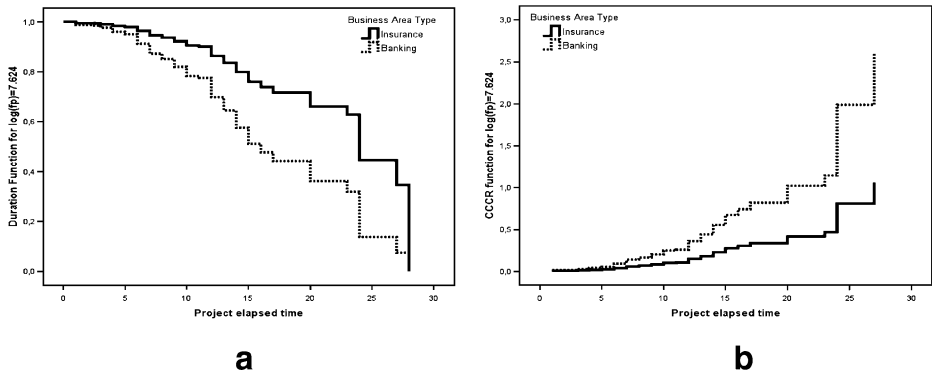 Business Area Type
Insurance
Banking
1,0
0,8
0,6
0,4
0,2
0,0
Duration Function for log(fp)=7.624
0 5 10 15 20 25 30
Project elapsed time
a
Business Area Type
Insurance
Banking
3,0
2,5
2,0
1,5
1,0
0,5
0,0
CCCR function for log(fp)=7.624
0 5 10 15 20 25 30
Project elapsed time
b